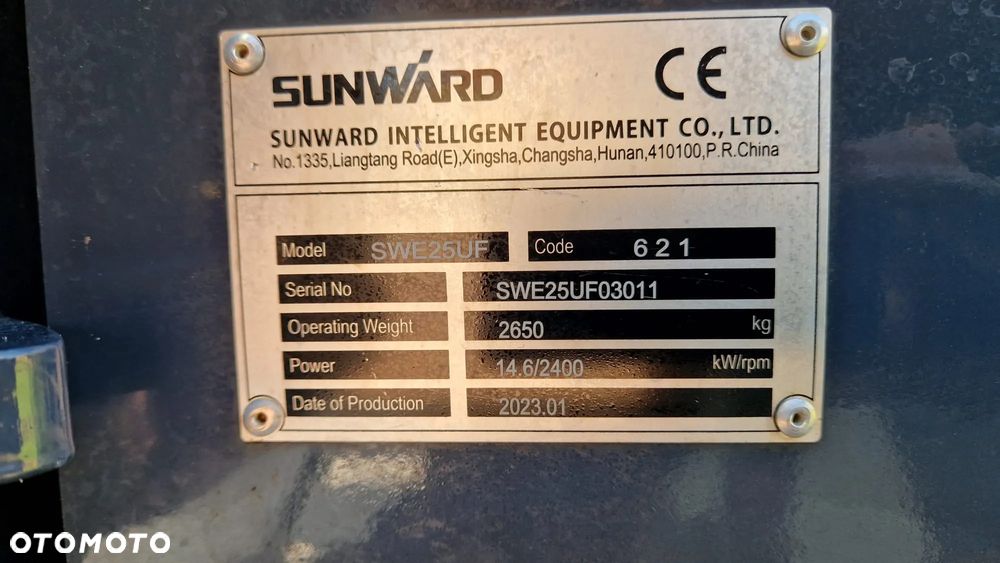 SUNWARD CE
SUNWARD INTELLIGENT EQUIPMENT CO., LTD.
No.1335,Liangtang Road(E),Xingsha,Changsha,Hunan,410100,P.R.China
Model SWE25UF Code 621
Serial No SWE25UF03011
Operating Weight 2650 kg
Power 14.6/2400 kW/rpm
Date of Production 2023.01
OTOMOTO